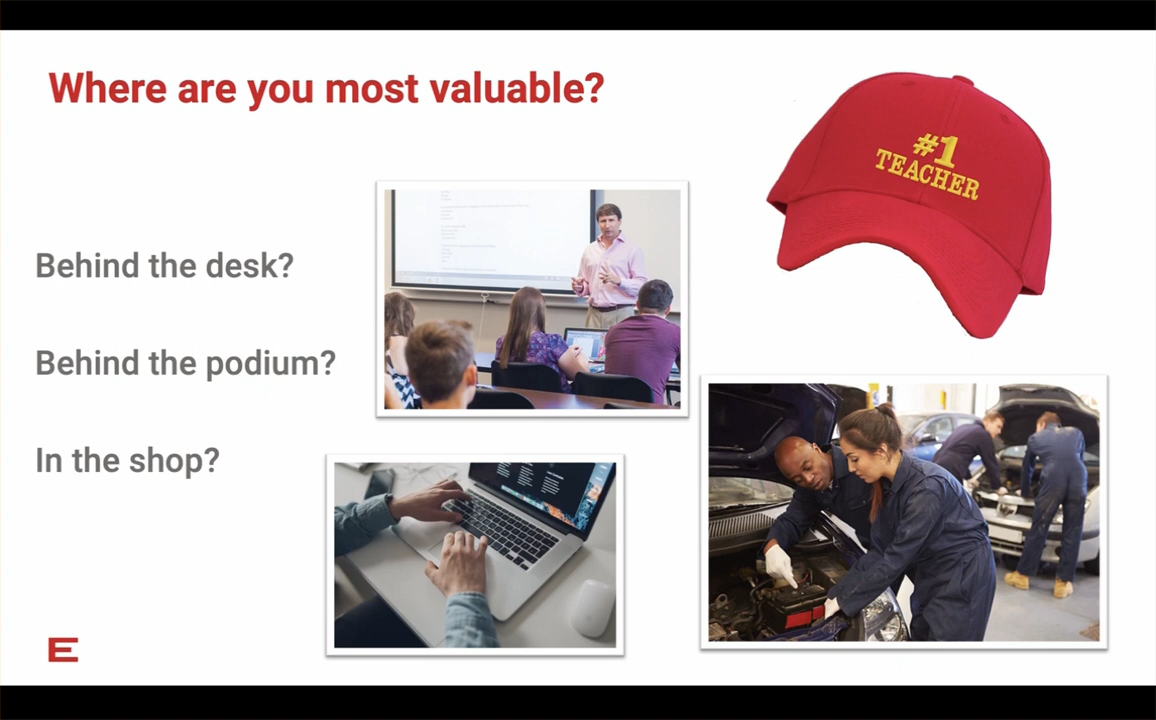 Where are you most valuable?
#1
TEACHER
Behind the desk?
Behind the podium?
In the shop?
E